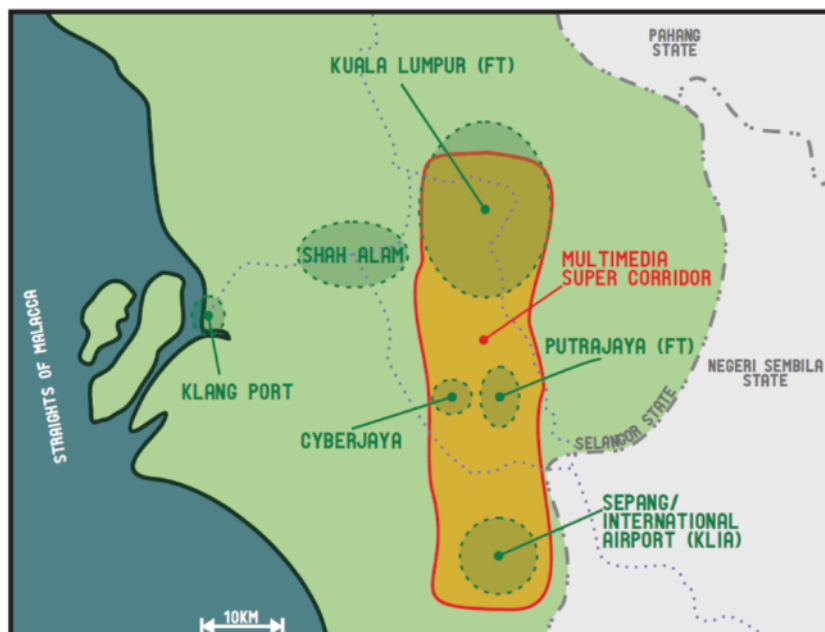 PAHANG
STATE
KUALA LUMPUR (FT)
SHAH ALAM
MULTIMEDIA
SUPER CORRIDOR
STRAIGHTS OF MALACCA
KLANG PORT
PUTRAJAYA (FT)
NEGERI SEMBILA
STATE
CYBERJAYA
SELANGOR STATE
SEPANG/
INTERNATIONAL
AIRPORT (KLIA)
10KM